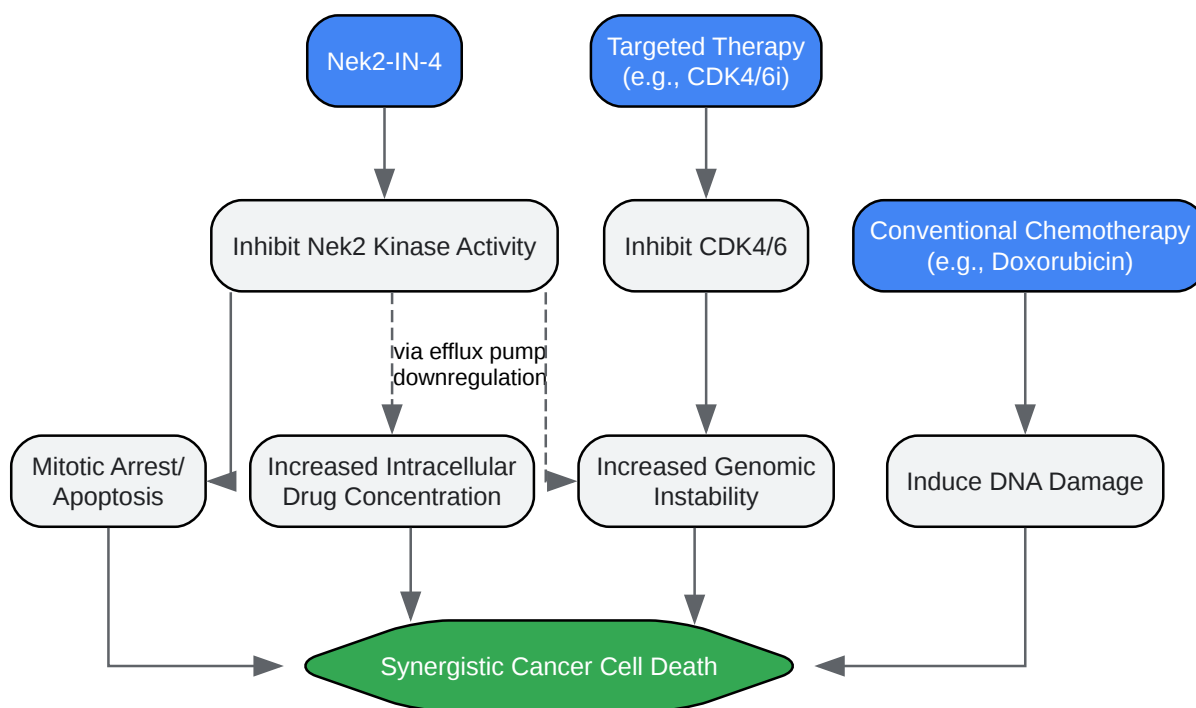 Nek2-IN-4
Targeted Therapy
(e.g., CDK4/6i)
Inhibit Nek2 Kinase Activity
Inhibit CDK4/6
Conventional Chemotherapy
(e.g., Doxorubicin)
via efflux pump
downregulation
Mitotic Arrest/
Apoptosis
Increased Intracellular
Drug Concentration
Increased Genomic
Instability
Induce DNA Damage
Synergistic Cancer Cell Death